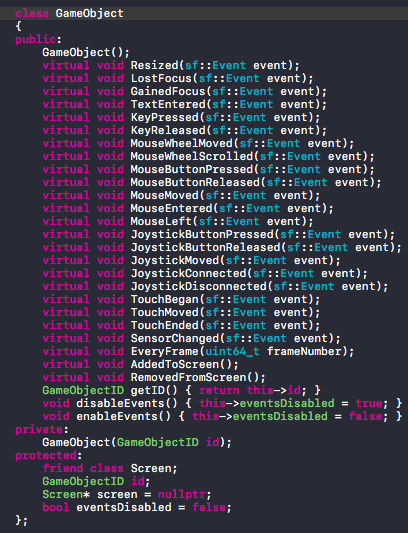 class GameObject
{
public:
    GameObject();
    virtual void Resized(sf::Event event);
    virtual void LostFocus(sf::Event event);
    virtual void GainedFocus(sf::Event event);
    virtual void TextEntered(sf::Event event);
    virtual void KeyPressed(sf::Event event);
    virtual void KeyReleased(sf::Event event);
    virtual void MouseWheelMoved(sf::Event event);
    virtual void MouseWheelScrolled(sf::Event event);
    virtual void MouseButtonPressed(sf::Event event);
    virtual void MouseButtonReleased(sf::Event event);
    virtual void MouseMoved(sf::Event event);
    virtual void MouseEntered(sf::Event event);
    virtual void MouseLeft(sf::Event event);
    virtual void JoystickButtonPressed(sf::Event event);
    virtual void JoystickButtonReleased(sf::Event event);
    virtual void JoystickMoved(sf::Event event);
    virtual void JoystickConnected(sf::Event event);
    virtual void JoystickDisconnected(sf::Event event);
    virtual void TouchBegan(sf::Event event);
    virtual void TouchMoved(sf::Event event);
    virtual void TouchEnded(sf::Event event);
    virtual void SensorChanged(sf::Event event);
    virtual void EveryFrame(uint64_t frameNumber);
    virtual void AddedToScreen();
    virtual void RemovedFromScreen();
    GameObjectID getID() { return this->id; }
    void disableEvents() { this->eventsDisabled = true; }
    void enableEvents() { this->eventsDisabled = false; }
private:
    GameObject(GameObjectID id);
protected:
    friend class Screen;
    GameObjectID id;
    Screen* screen = nullptr;
    bool eventsDisabled = false;
};